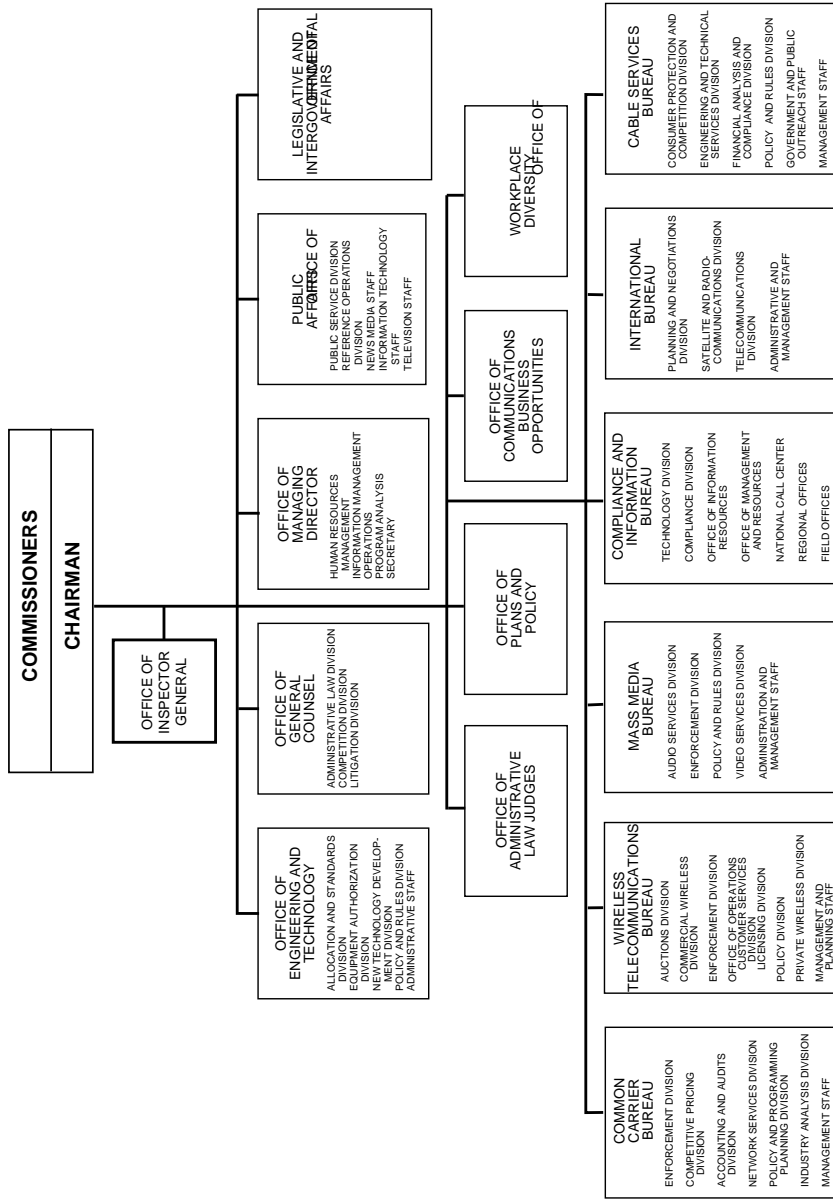 COMMISSIONERS
CHAIRMAN
OFFICE OF
INSPECTOR
GENERAL
OFFICE OF
ENGINEERING AND
TECHNOLOGY
ALLOCATION AND STANDARDS
DIVISION
EQUIPMENT AUTHORIZATION
DIVISION
NEW TECHNOLOGY DEVELOP-
MENT DIVISION
POLICY AND RULES DIVISION
ADMINISTRATIVE STAFF
OFFICE OF
GENERAL
COUNSEL
ADMINISTRATIVE LAW DIVISION
COMPETITION DIVISION
LITIGATION DIVISION
OFFICE OF
MANAGING
DIRECTOR
HUMAN RESOURCES
MANAGEMENT
INFORMATION MANAGEMENT
OPERATIONS
PROGRAM ANALYSIS
SECRETARY
PUBLIC
OFFICE OF
AFFAIRS
PUBLIC SERVICE DIVISION
REFERENCE OPERATIONS
DIVISION
NEWS MEDIA STAFF
INFORMATION TECHNOLOGY
STAFF
TELEVISION STAFF
LEGISLATIVE AND
OFFICE OF
INTERGOVERNMENTAL
AFFAIRS
OFFICE OF
ADMINISTRATIVE
LAW JUDGES
OFFICE OF
PLANS AND
POLICY
OFFICE OF
COMMUNICATIONS
BUSINESS
OPPORTUNITIES
WORKPLACE
DIVERSITY
OFFICE OF
COMMON
CARRIER
BUREAU
ENFORCEMENT DIVISION
COMPETITIVE PRICING
DIVISION
ACCOUNTING AND AUDITS
DIVISION
NETWORK SERVICES DIVISION
POLICY AND PROGRAMMING
PLANNING DIVISION
INDUSTRY ANALYSIS DIVISION
MANAGEMENT STAFF
WIRELESS
TELECOMMUNICATIONS
BUREAU
AUCTIONS DIVISION
COMMERCIAL WIRELESS
DIVISION
ENFORCEMENT DIVISION
OFFICE OF OPERATIONS
CUSTOMER SERVICES
DIVISION
LICENSING DIVISION
POLICY DIVISION
PRIVATE WIRELESS DIVISION
MANAGEMENT AND
PLANNING STAFF
MASS MEDIA
BUREAU
AUDIO SERVICES DIVISION
ENFORCEMENT DIVISION
POLICY AND RULES DIVISION
VIDEO SERVICES DIVISION
ADMINISTRATION AND
MANAGEMENT STAFF
COMPLIANCE AND
INFORMATION
BUREAU
TECHNOLOGY DIVISION
COMPLIANCE DIVISION
OFFICE OF INFORMATION
RESOURCES
OFFICE OF MANAGEMENT
AND RESOURCES
NATIONAL CALL CENTER
REGIONAL OFFICES
FIELD OFFICES
INTERNATIONAL
BUREAU
PLANNING AND NEGOTIATIONS
DIVISION
SATELLITE AND RADIO-
COMMUNICATIONS DIVISION
TELECOMMUNICATIONS
DIVISION
ADMINISTRATIVE AND
MANAGEMENT STAFF
CABLE SERVICES
BUREAU
CONSUMER PROTECTION AND
COMPETITION DIVISION
ENGINEERING AND TECHNICAL
SERVICES DIVISION
FINANCIAL ANALYSIS AND
COMPLIANCE DIVISION
POLICY AND RULES DIVISION
GOVERNMENT AND PUBLIC
OUTREACH STAFF
MANAGEMENT STAFF